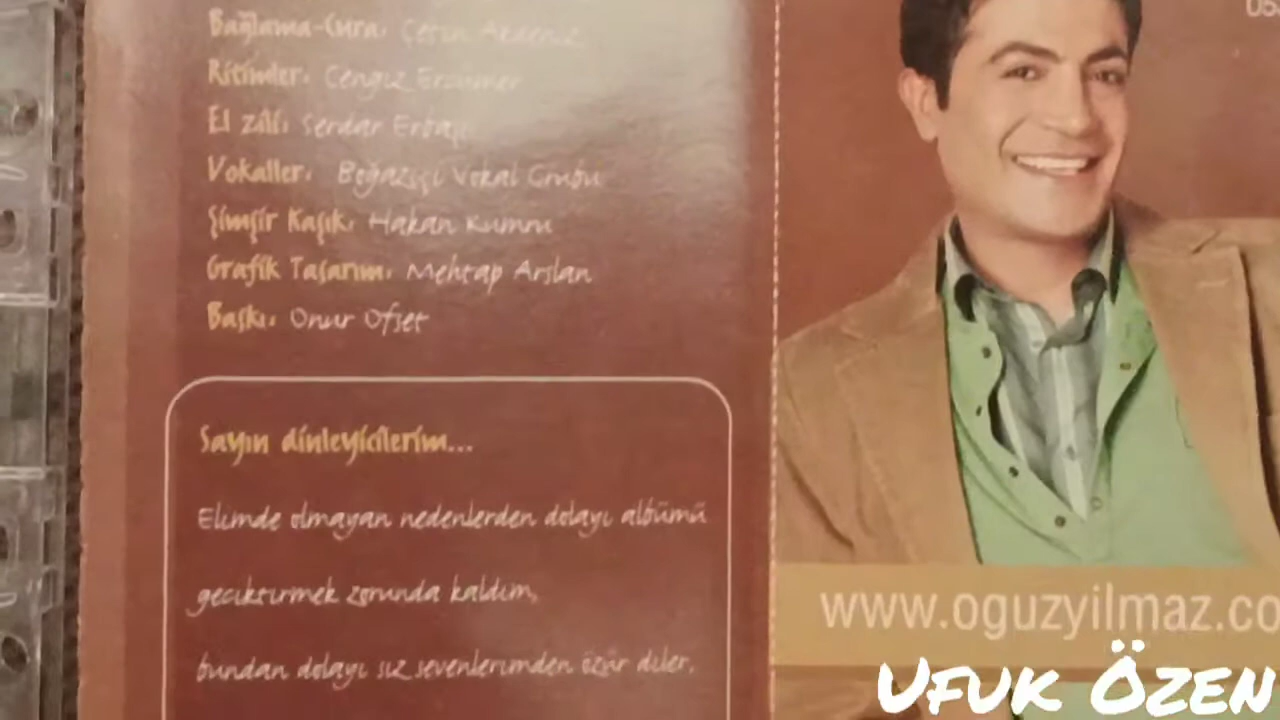 Bağlama-Cura: Çetin Akdeniz
Ritimler: Cengiz Ercümer
El zili: Serdar
Vokaller: Boğaziçi Vokal Grubu
Şimşir Kaşık: Hakan Kumru
Grafik Tasarım: Mehtap Arslan
Baskı: Onur Ofset
Sayın dinleyicilerim...
Elimde olmayan nedenlerden dolayı albümü
geciktirmek zorunda kaldım,
bundan dolayı siz sevenlerimden özür diler,
053
www.oguzyilmaz.co
Ufuk Özen